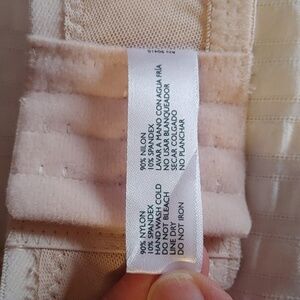 90% NILON
10% SPANDEX
LAVAR A MANO CON AGUA FRÍA
NO USAR BLANQUEADOR
SECAR COLGADO
NO PLANCHAR
90% NYLON
10% SPANDEX
HAND WASH COLD
DO NOT BLEACH
LINE DRY
DO NOT IRON